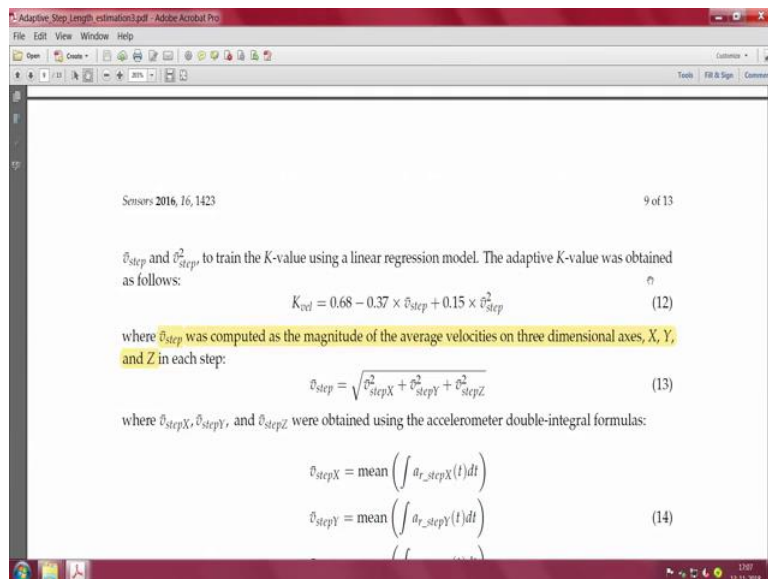 Adaptive_Step_Length_estimation3.pdf - Adobe Acrobat Pro
File Edit View Window Help
Open Create Customize
9 / 13 Tools Fill & Sign Comment
Sensors 2016, 16, 1423 9 of 13
v̄step and v̄²step, to train the K-value using a linear regression model. The adaptive K-value was obtained
as follows:
Kvel = 0.68 − 0.37 × v̄step + 0.15 × v̄²step (12)
where v̄step was computed as the magnitude of the average velocities on three dimensional axes, X, Y,
and Z in each step:
v̄step = √(v̄²stepX + v̄²stepY + v̄²stepZ) (13)
where v̄stepX, v̄stepY, and v̄stepZ were obtained using the accelerometer double-integral formulas:
v̄stepX = mean(∫ ar_stepX(t)dt)
v̄stepY = mean(∫ ar_stepY(t)dt) (14)
17:07